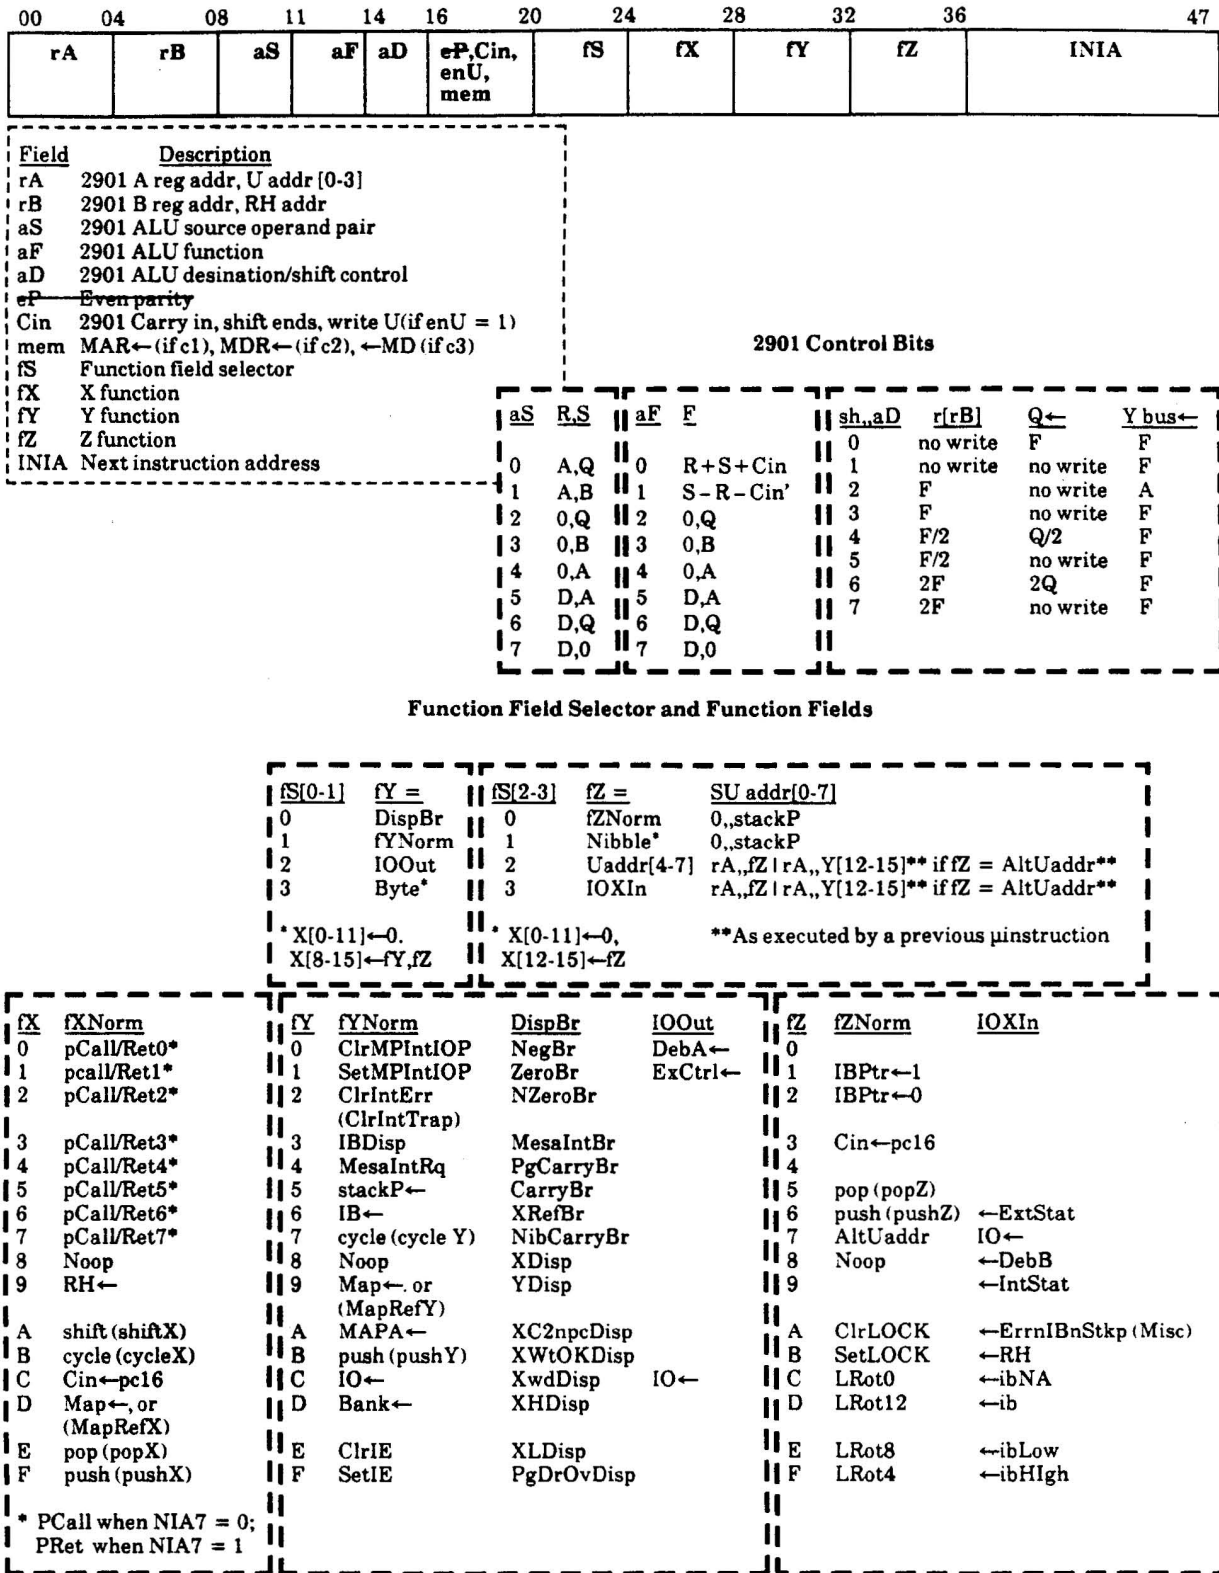 00 04 08 11 14 16 20 24 28 32 36 47
rA rB aS aF aD eP,Cin, fS fX fY fZ INIA
enU,
mem
Field Description
rA 2901 A reg addr, U addr [0-3]
rB 2901 B reg addr, RH addr
aS 2901 ALU source operand pair
aF 2901 ALU function
aD 2901 ALU desination/shift control
eP Even parity
Cin 2901 Carry in, shift ends, write U(if enU = 1)
mem MAR←(if c1), MDR←(if c2), ←MD (if c3)
fS Function field selector
fX X function
fY Y function
fZ Z function
INIA Next instruction address
2901 Control Bits
aS R,S
0 A,Q
1 A,B
2 0,Q
3 0,B
4 0,A
5 D,A
6 D,Q
7 D,0
aF F
0 R+S+Cin
1 S–R–Cin'
2 0,Q
3 0,B
4 0,A
5 D,A
6 D,Q
7 D,0
sh,,aD r[rB] Q← Y bus←
0 no write F F
1 no write no write F
2 F no write A
3 F no write F
4 F/2 Q/2 F
5 F/2 no write F
6 2F 2Q F
7 2F no write F
Function Field Selector and Function Fields
fS[0-1] fY =
0 DispBr
1 fYNorm
2 IOOut
3 Byte*
* X[0-11]←0.
X[8-15]←fY,fZ
fS[2-3] fZ = SU addr[0-7]
0 fZNorm 0,,stackP
1 Nibble* 0,,stackP
2 Uaddr[4-7] rA,,fZ | rA,,Y[12-15]** if fZ = AltUaddr**
3 IOXIn rA,,fZ | rA,,Y[12-15]** if fZ = AltUaddr**
* X[0-11]←0, **As executed by a previous µinstruction
X[12-15]←fZ
fX fXNorm
0 pCall/Ret0*
1 pcall/Ret1*
2 pCall/Ret2*
3 pCall/Ret3*
4 pCall/Ret4*
5 pCall/Ret5*
6 pCall/Ret6*
7 pCall/Ret7*
8 Noop
9 RH←
A shift (shiftX)
B cycle (cycleX)
C Cin←pc16
D Map←, or
(MapRefX)
E pop (popX)
F push (pushX)
* PCall when NIA7 = 0;
PRet when NIA7 = 1
fY fYNorm DispBr IOOut
0 ClrMPIntIOP NegBr DebA←
1 SetMPIntIOP ZeroBr ExCtrl←
2 ClrIntErr NZeroBr
(ClrIntTrap)
3 IBDisp MesaIntBr
4 MesaIntRq PgCarryBr
5 stackP← CarryBr
6 IB← XRefBr
7 cycle (cycle Y) NibCarryBr
8 Noop XDisp
9 Map←. or YDisp
(MapRefY)
A MAPA← XC2npcDisp
B push (pushY) XWtOKDisp
C IO← XwdDisp IO←
D Bank← XHDisp
E ClrIE XLDisp
F SetIE PgDrOvDisp
fZ fZNorm IOXIn
0
1 IBPtr←1
2 IBPtr←0
3 Cin←pc16
4
5 pop (popZ)
6 push (pushZ) ←ExtStat
7 AltUaddr IO←
8 Noop ←DebB
9 ←IntStat
A ClrLOCK ←ErrnIBnStkp (Misc)
B SetLOCK ←RH
C LRot0 ←ibNA
D LRot12 ←ib
E LRot8 ←ibLow
F LRot4 ←ibHIgh